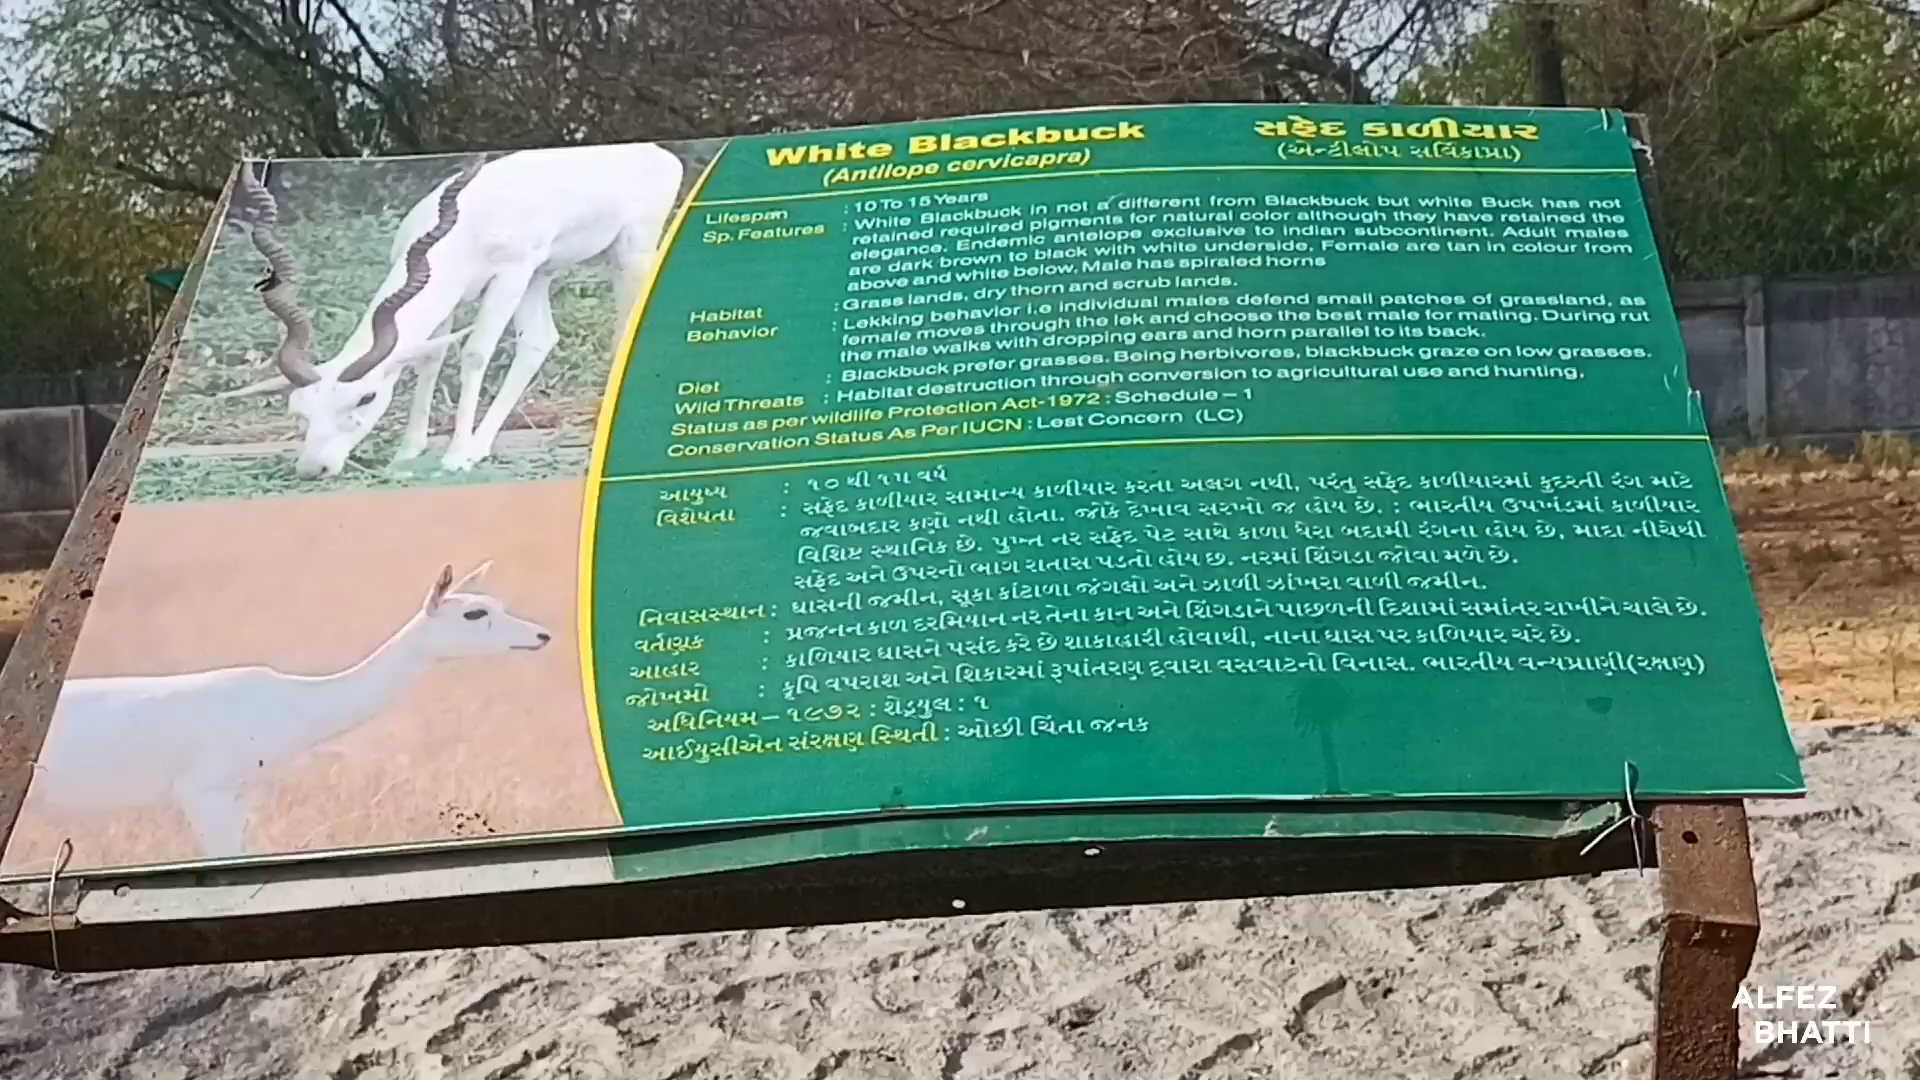 White Blackbuck
(Antilope cervicapra)
સફેદ કાળીયાર
(એન્ટીલોપ સર્વિકાપ્રા)
Lifespan : 10 To 15 Years
Sp. Features : White Blackbuck in not a different from Blackbuck but white Buck has not
retained required pigments for natural color although they have retained the
elegance. Endemic antelope exclusive to indian subcontinent. Adult males
are dark brown to black with white underside, Female are tan in colour from
above and white below. Male has spiraled horns
Habitat : Grass lands, dry thorn and scrub lands.
Behavior : Lekking behavior i.e individual males defend small patches of grassland, as
female moves through the lek and choose the best male for mating. During rut
the male walks with dropping ears and horn parallel to its back.
Diet : Blackbuck prefer grasses. Being herbivores, blackbuck graze on low grasses.
Wild Threats : Habitat destruction through conversion to agricultural use and hunting,
Status as per wildlife Protection Act-1972 : Schedule – 1
Conservation Status As Per IUCN : Lest Concern (LC)
આયુષ્ય : ૧૦ થી ૧૫ વર્ષ
વિશેષતા : સફેદ કાળીયાર સામાન્ય કાળીયાર કરતા અલગ નથી, પરંતુ સફેદ કાળીયારમાં કુદરતી રંગ માટે
જવાબદાર કણો નથી હોતા. જોકે દેખાવ સરખો જ હોય છે. : ભારતીય ઉપખંડમાં કાળીયાર
વિશિષ્ટ સ્થાનિક છે. પુખ્ત નર સફેદ પેટ સાથે કાળા ઘેરા બદામી રંગના હોય છે, માદા નીચેથી
સફેદ અને ઉપરનો ભાગ રાતાસ પડતો હોય છ. નરમાં શિંગડા જોવા મળે છે.
નિવાસસ્થાન : ઘાસની જમીન, સૂકા કાંટાળા જંગલો અને ઝાળી ઝાંખરા વાળી જમીન.
વર્તણૂક : પ્રજનન કાળ દરમિયાન નર તેના કાન અને શિંગડાને પાછળની દિશામાં સમાંતર રાખીને ચાલે છે.
આહાર : કાળિયાર ઘાસને પસંદ કરે છે શાકાહારી હોવાથી, નાના ઘાસ પર કાળિયાર ચરે છે.
જોખમો : કૃષિ વપરાશ અને શિકારમાં રૂપાંતરણ દ્વારા વસવાટનો વિનાસ. ભારતીય વન્યપ્રાણી(રક્ષણ)
અધિનિયમ – ૧૯૭૨ : શેડ્યુલ : ૧
આઈયુસીએન સંરક્ષણ સ્થિતી : ઓછી ચિંતા જનક
ALFEZ
BHATTI